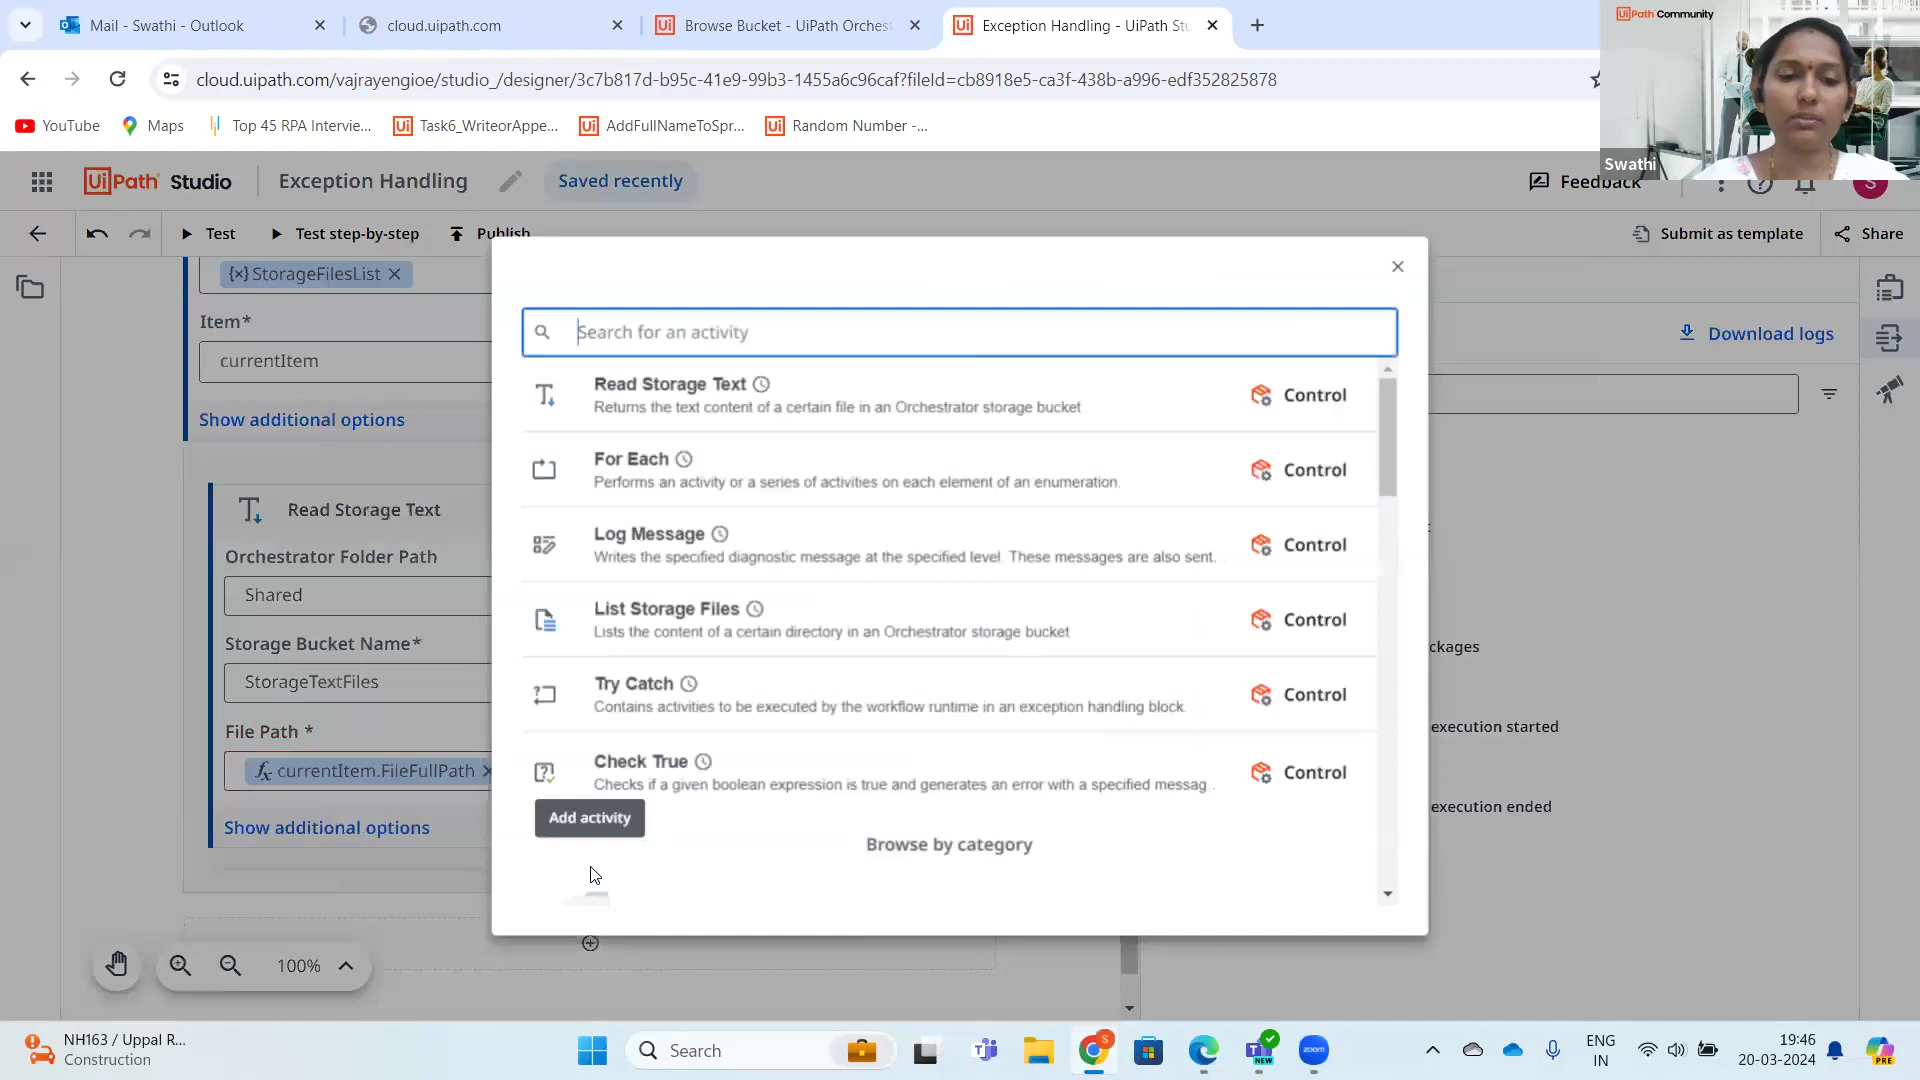 Mail - Swathi - Outlook
cloud.uipath.com
Browse Bucket - UiPath Orchest
Exception Handling - UiPath Stu
UiPath Community
cloud.uipath.com/vajrayengioe/studio_/designer/3c7b817d-b95c-41e9-99b3-1455a6c96caf?fileId=cb8918e5-ca3f-438b-a996-edf352825878
YouTube
Maps
Top 45 RPA Intervie...
Task6_WriteorAppe...
AddFullNameToSpr...
Random Number -...
Swathi
UiPath Studio
Exception Handling
Saved recently
Feedback
S
Test
Test step-by-step
Publish
Submit as template
Share
{x} StorageFilesList
Item*
currentItem
Show additional options
Read Storage Text
Orchestrator Folder Path
Shared
Storage Bucket Name*
StorageTextFiles
File Path *
fx currentItem.FileFullPath
Show additional options
100%
Search for an activity
Read Storage Text
Control
Returns the text content of a certain file in an Orchestrator storage bucket
For Each
Control
Performs an activity or a series of activities on each element of an enumeration.
Log Message
Control
Writes the specified diagnostic message at the specified level. These messages are also sent.
List Storage Files
Control
Lists the content of a certain directory in an Orchestrator storage bucket
Try Catch
Control
Contains activities to be executed by the workflow runtime in an exception handling block.
Check True
Control
Checks if a given boolean expression is true and generates an error with a specified messag..
Add activity
Browse by category
Download logs
ckages
execution started
execution ended
NH163 / Uppal R...
Construction
Search
S
NEW
zoom
ENG
IN
19:46
20-03-2024
PRE